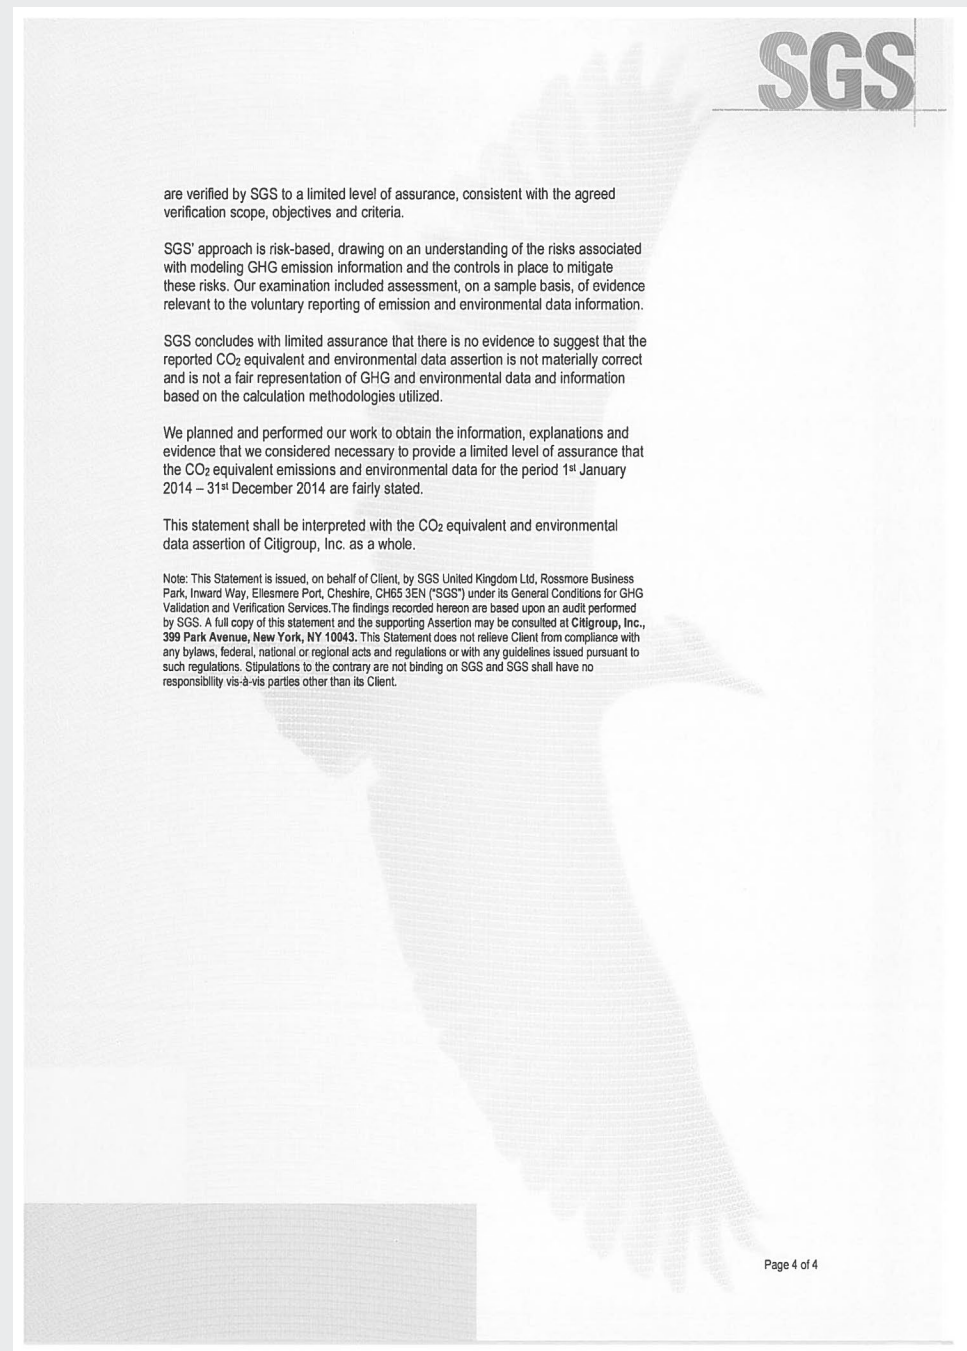 SGS
are verified by SGS to a limited level of assurance, consistent with the agreed
verification scope, objectives and criteria.
SGS' approach is risk-based, drawing on an understanding of the risks associated
with modeling GHG emission information and the controls in place to mitigate
these risks. Our examination included assessment, on a sample basis, of evidence
relevant to the voluntary reporting of emission and environmental data information.
SGS concludes with limited assurance that there is no evidence to suggest that the
reported CO₂ equivalent and environmental data assertion is not materially correct
and is not a fair representation of GHG and environmental data and information
based on the calculation methodologies utilized.
We planned and performed our work to obtain the information, explanations and
evidence that we considered necessary to provide a limited level of assurance that
the CO₂ equivalent emissions and environmental data for the period 1st January
2014 – 31st December 2014 are fairly stated.
This statement shall be interpreted with the CO₂ equivalent and environmental
data assertion of Citigroup, Inc. as a whole.
Note: This Statement is issued, on behalf of Client, by SGS United Kingdom Ltd, Rossmore Business
Park, Inward Way, Ellesmere Port, Cheshire, CH65 3EN ("SGS") under its General Conditions for GHG
Validation and Verification Services.The findings recorded hereon are based upon an audit performed
by SGS. A full copy of this statement and the supporting Assertion may be consulted at Citigroup, Inc.,
399 Park Avenue, New York, NY 10043. This Statement does not relieve Client from compliance with
any bylaws, federal, national or regional acts and regulations or with any guidelines issued pursuant to
such regulations. Stipulations to the contrary are not binding on SGS and SGS shall have no
responsibility vis-à-vis parties other than its Client.
Page 4 of 4